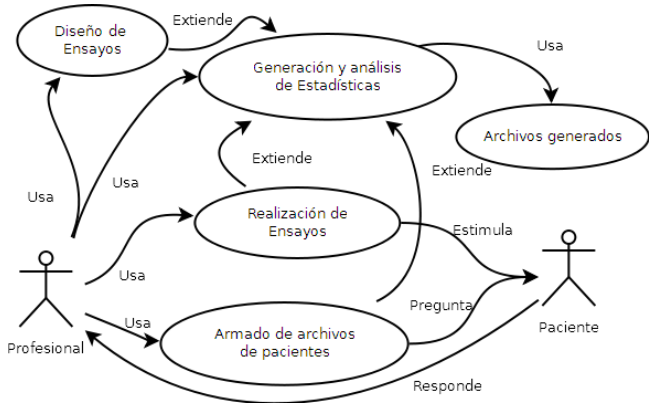 Diseño de
Ensayos
Extiende
Generación y análisis
de Estadísticas
Usa
Archivos generados
Extiende
Extiende
Usa
Usa
Realización de
Ensayos
Estimula
Usa
Pregunta
Usa
Armado de archivos
de pacientes
Paciente
Profesional
Responde